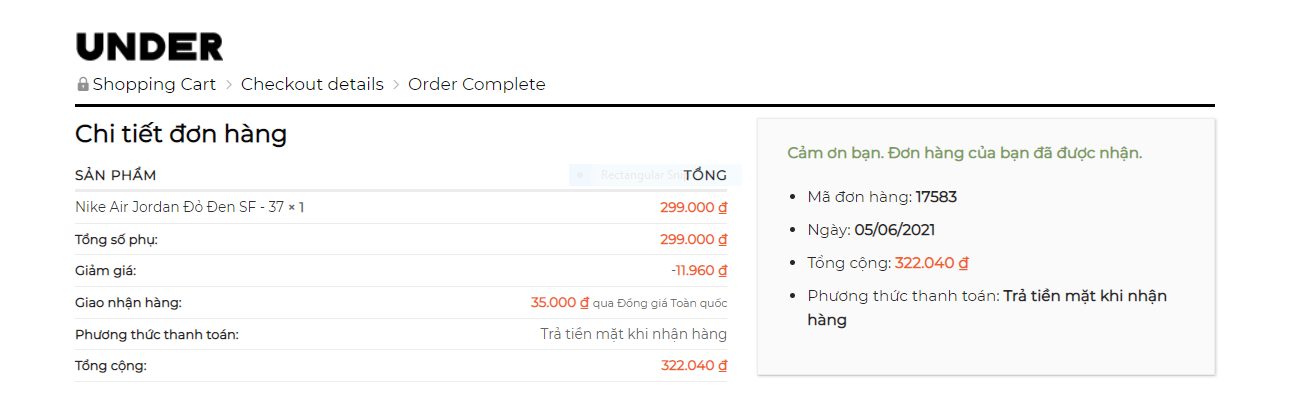 UNDER
Shopping Cart > Checkout details > Order Complete
Chi tiết đơn hàng
SẢN PHẨM TỔNG
Nike Air Jordan Đỏ Đen SF - 37 × 1 299.000 ₫
Tổng số phụ: 299.000 ₫
Giảm giá: -11.960 ₫
Giao nhận hàng: 35.000 ₫ qua Đồng giá Toàn quốc
Phương thức thanh toán: Trả tiền mặt khi nhận hàng
Tổng cộng: 322.040 ₫
Cảm ơn bạn. Đơn hàng của bạn đã được nhận.
Mã đơn hàng: 17583
Ngày: 05/06/2021
Tổng cộng: 322.040 ₫
Phương thức thanh toán: Trả tiền mặt khi nhận
hàng
Rectangular